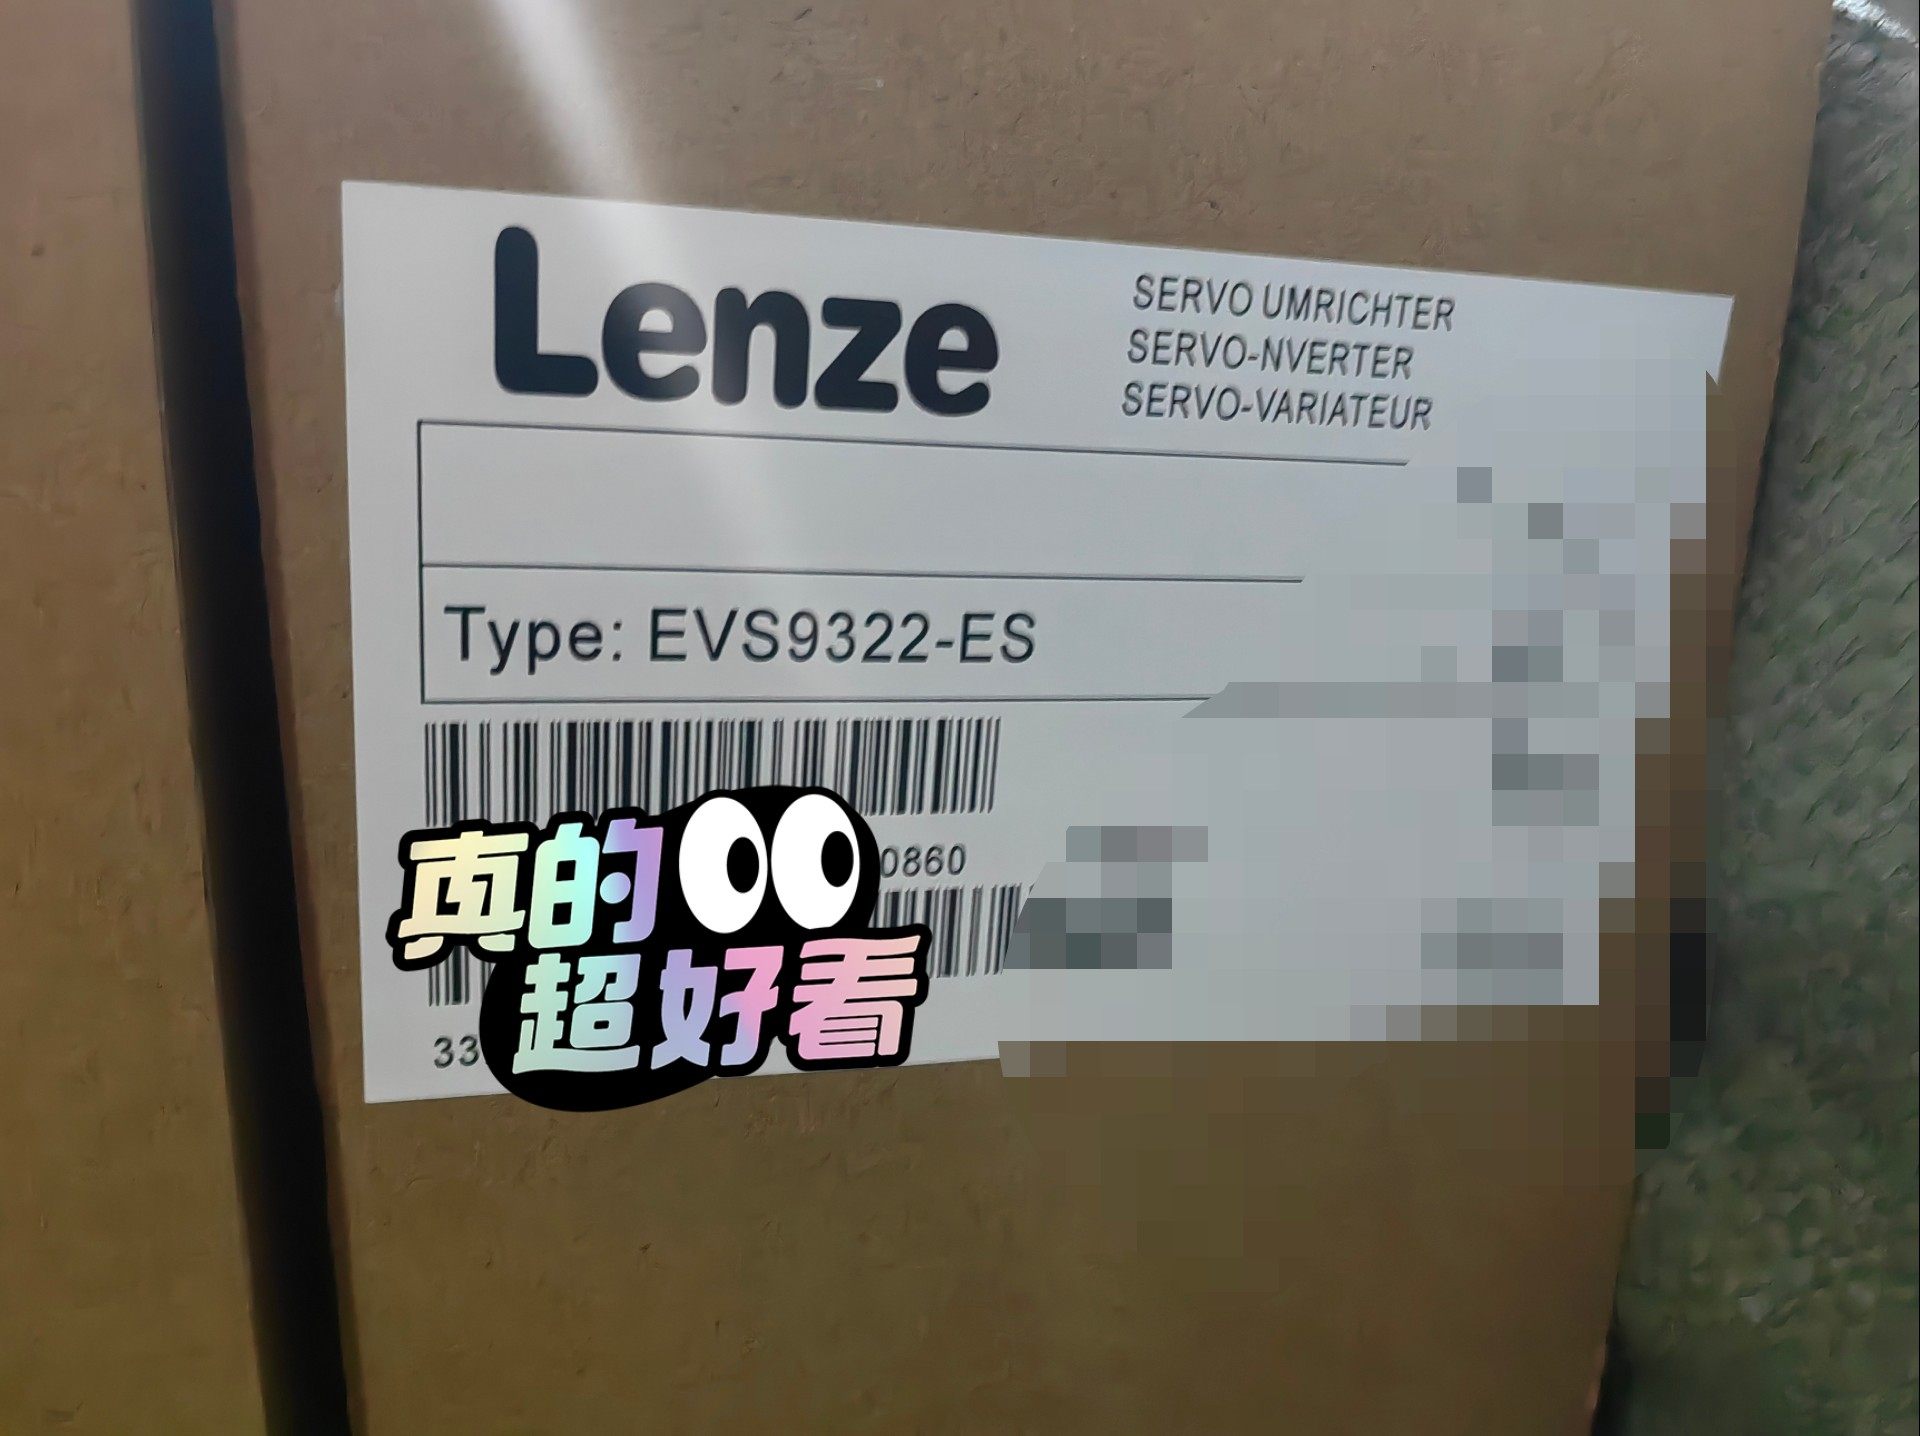 Lenze
SERVO UMRICHTER
SERVO-NVERTER
SERVO-VARIATEUR
Type: EVS9322-ES
0860
真的
超好看
33